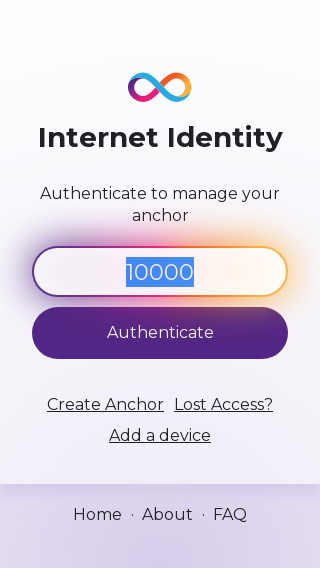 Internet Identity
Authenticate to manage your
anchor
10000
Authenticate
Create Anchor Lost Access?
Add a device
Home · About · FAQ